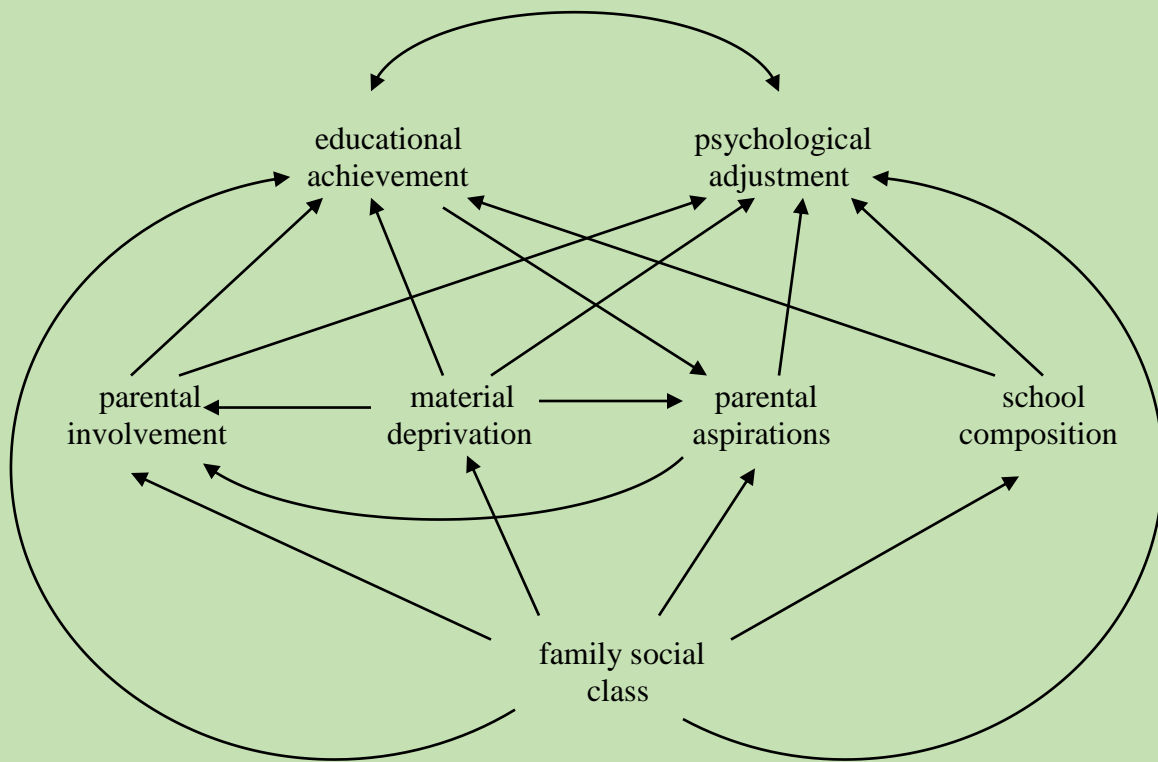 educational
achievement
psychological
adjustment
parental
involvement
material
deprivation
parental
aspirations
school
composition
family social
class